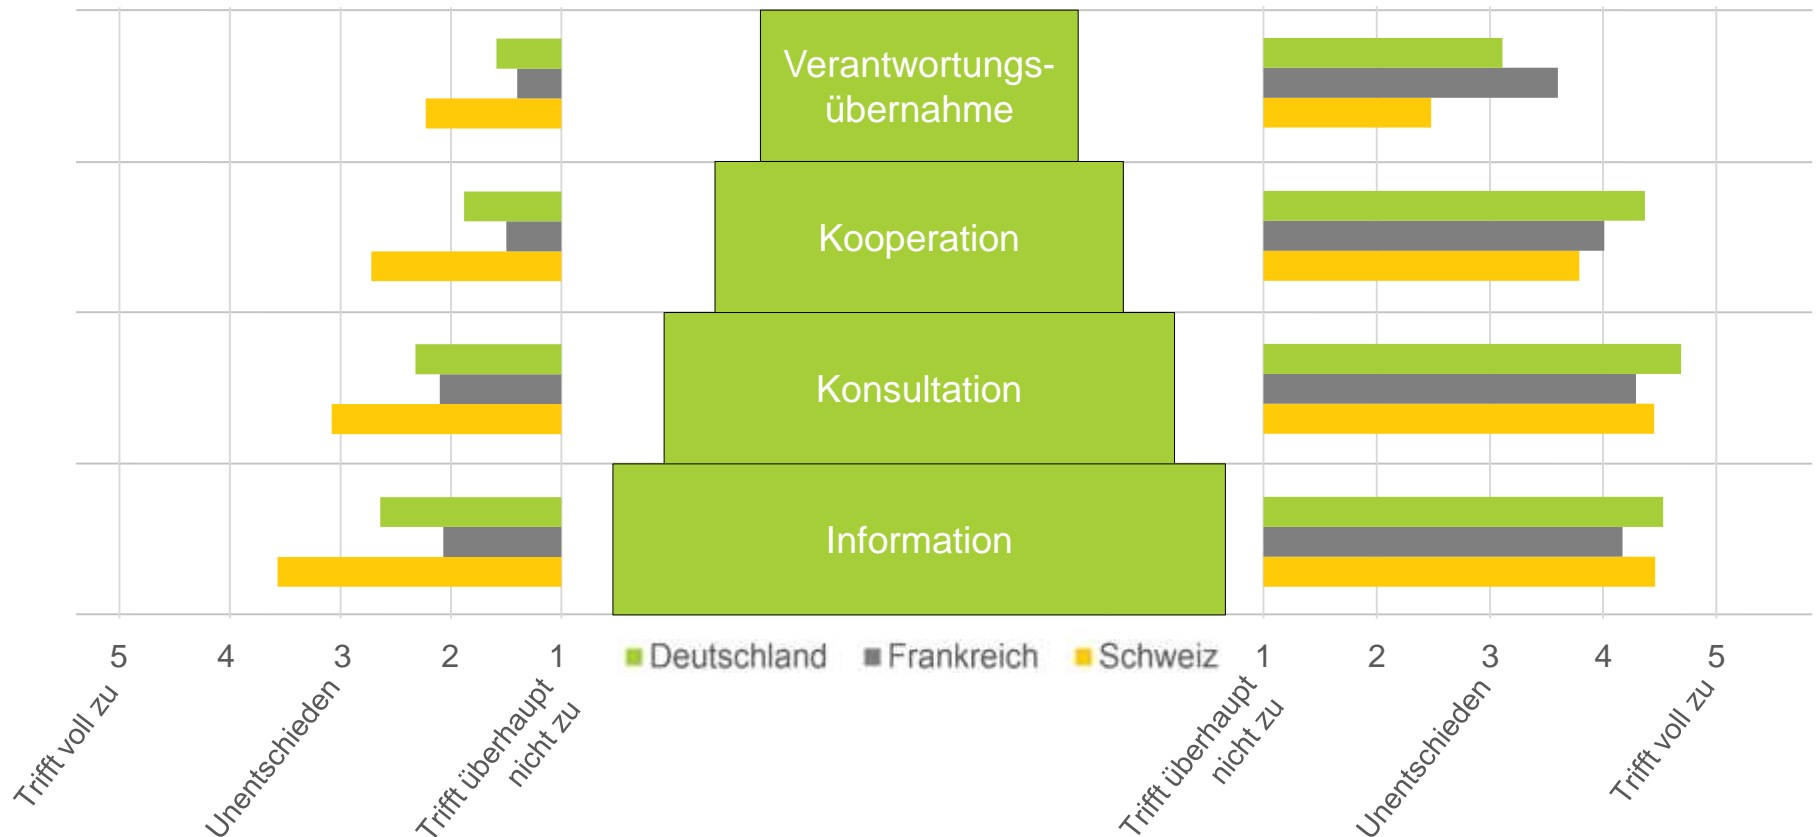 Verantwortungs-
übernahme
Kooperation
Konsultation
Information
5 4 3 2 1
Deutschland Frankreich Schweiz
1 2 3 4 5
Trifft voll zu
Unentschieden
Trifft überhaupt
nicht zu
Trifft überhaupt
nicht zu
Unentschieden
Trifft voll zu